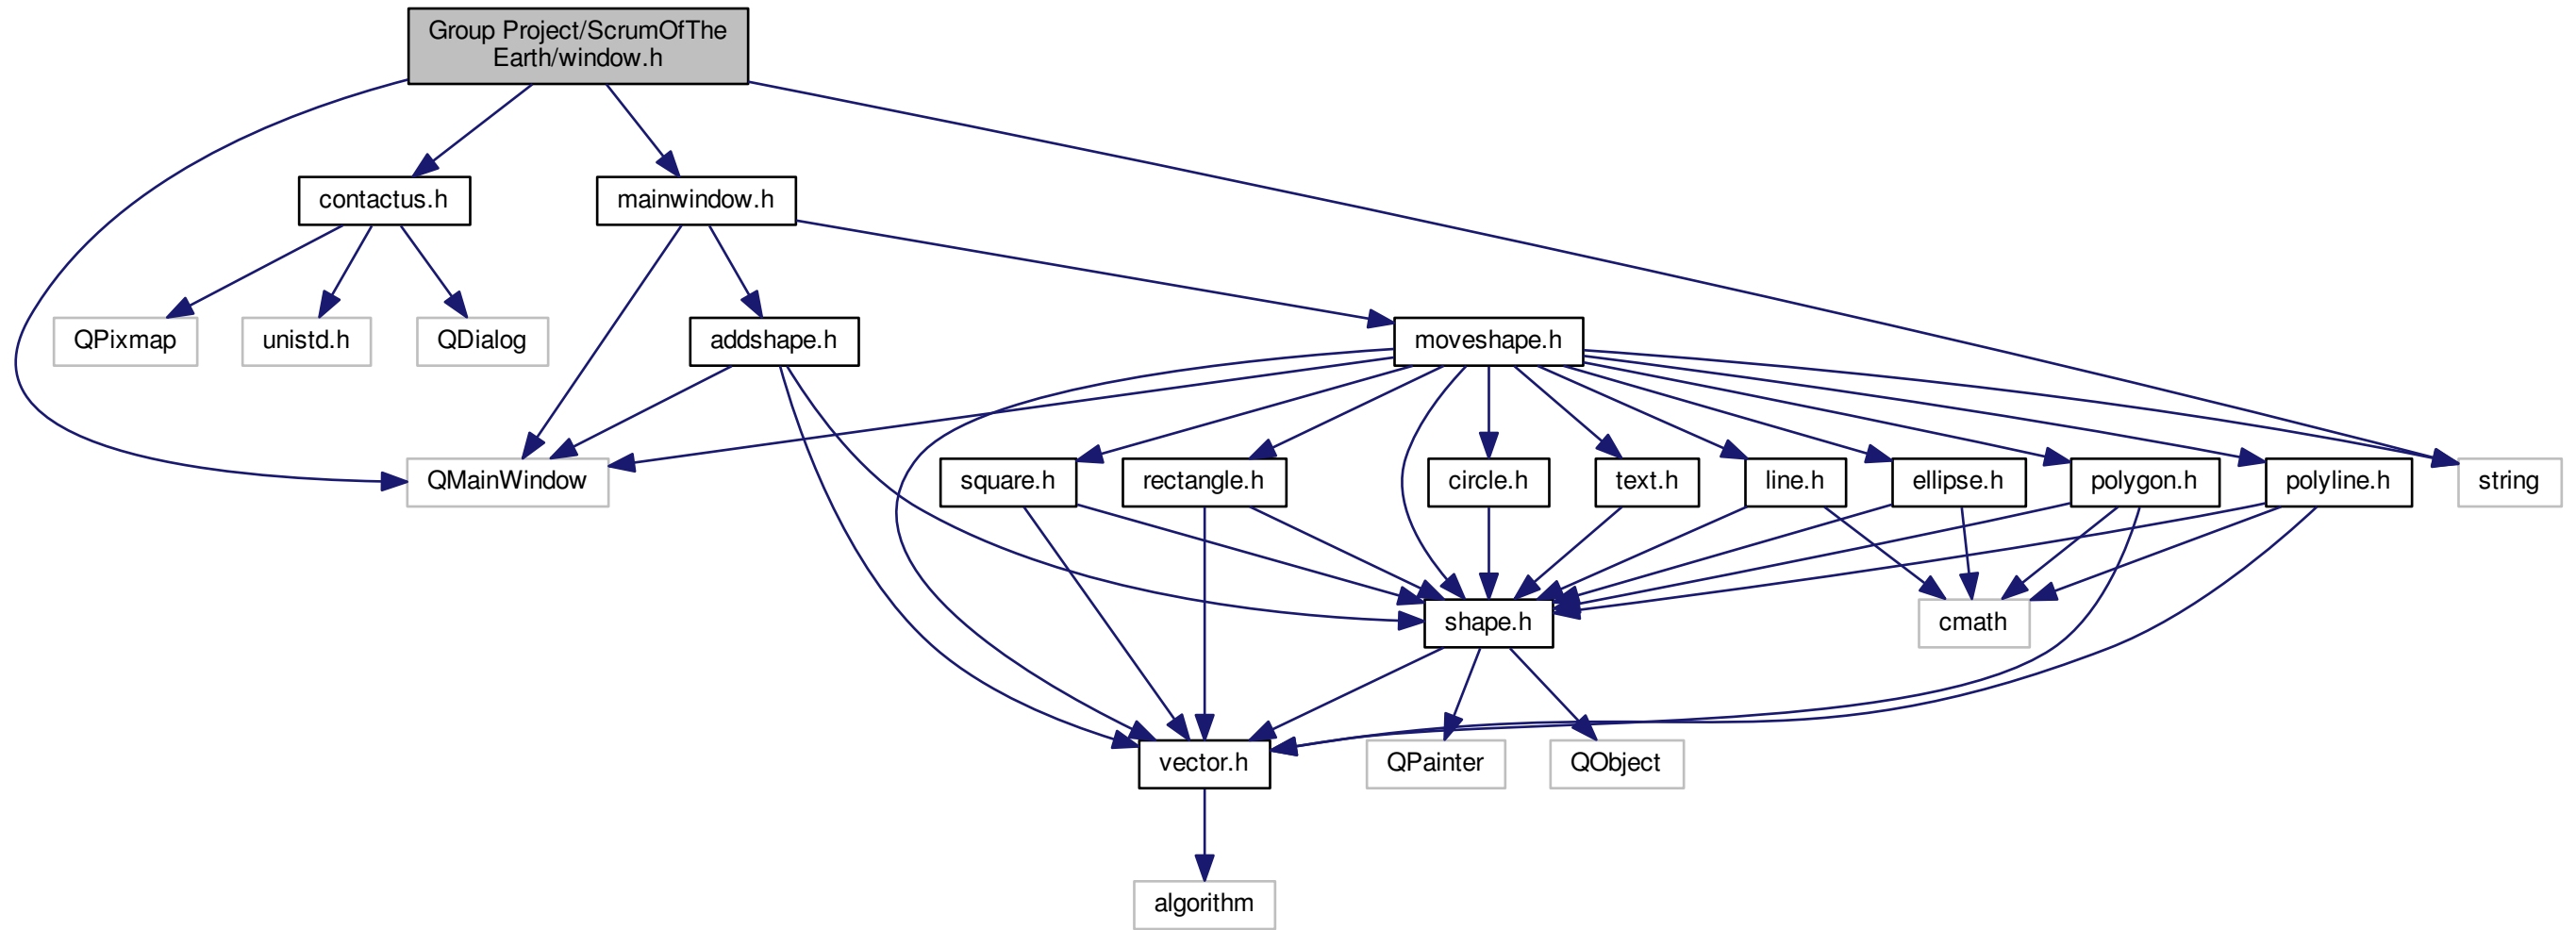 Group Project/ScrumOfThe
Earth/window.h
contactus.h
mainwindow.h
QPixmap
unistd.h
QDialog
addshape.h
moveshape.h
QMainWindow
square.h
rectangle.h
circle.h
text.h
line.h
ellipse.h
polygon.h
polyline.h
string
shape.h
cmath
vector.h
QPainter
QObject
algorithm